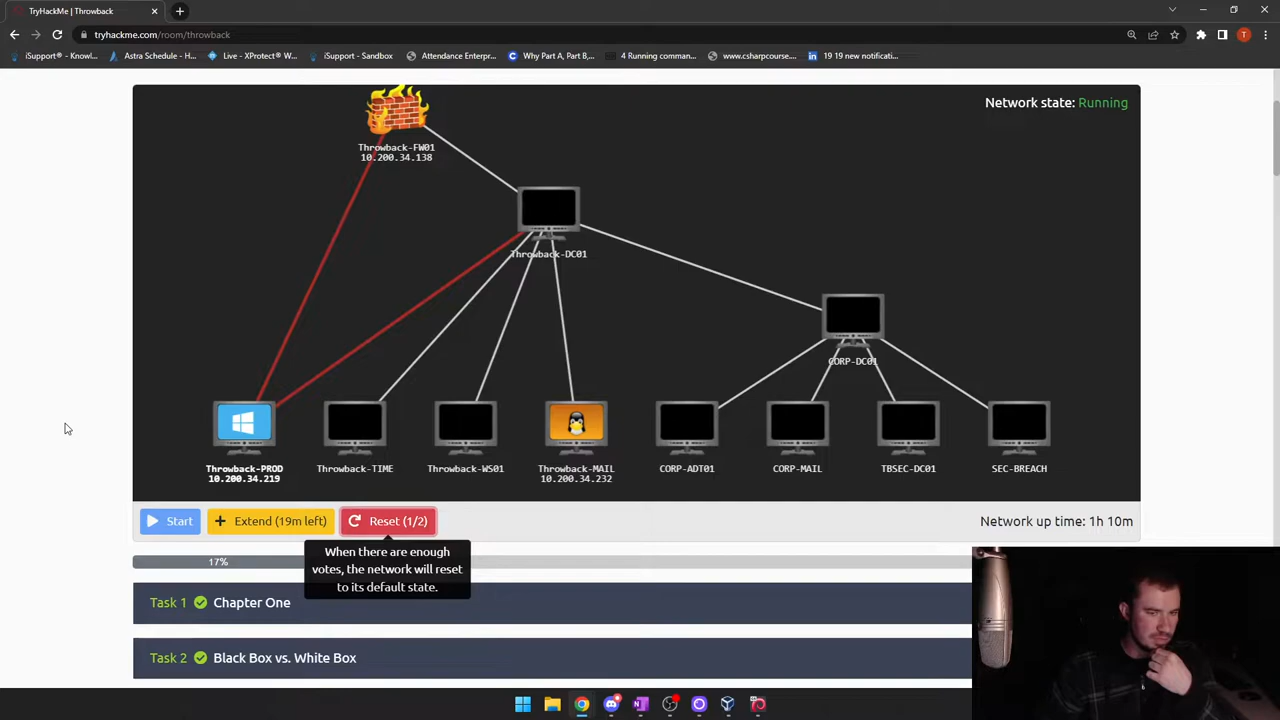 TryHackMe | Throwback
tryhackme.com/room/throwback
T
iSupport® - Knowl...
Astra Schedule - H...
Live - XProtect® W...
iSupport - Sandbox
Attendance Enterpr...
Why Part A, Part B,...
4 Running comman...
www.csharpcourse....
19 19 new notificati...
Network state: Running
Throwback-FW01
10.200.34.138
Throwback-DC01
CORP-DC01
Throwback-PROD
10.200.34.219
Throwback-TIME
Throwback-WS01
Throwback-MAIL
10.200.34.232
CORP-ADT01
CORP-MAIL
TBSEC-DC01
SEC-BREACH
Start
+ Extend (19m left)
Reset (1/2)
Network up time: 1h 10m
When there are enough
votes, the network will reset
to its default state.
17%
Task 1 Chapter One
Task 2 Black Box vs. White Box